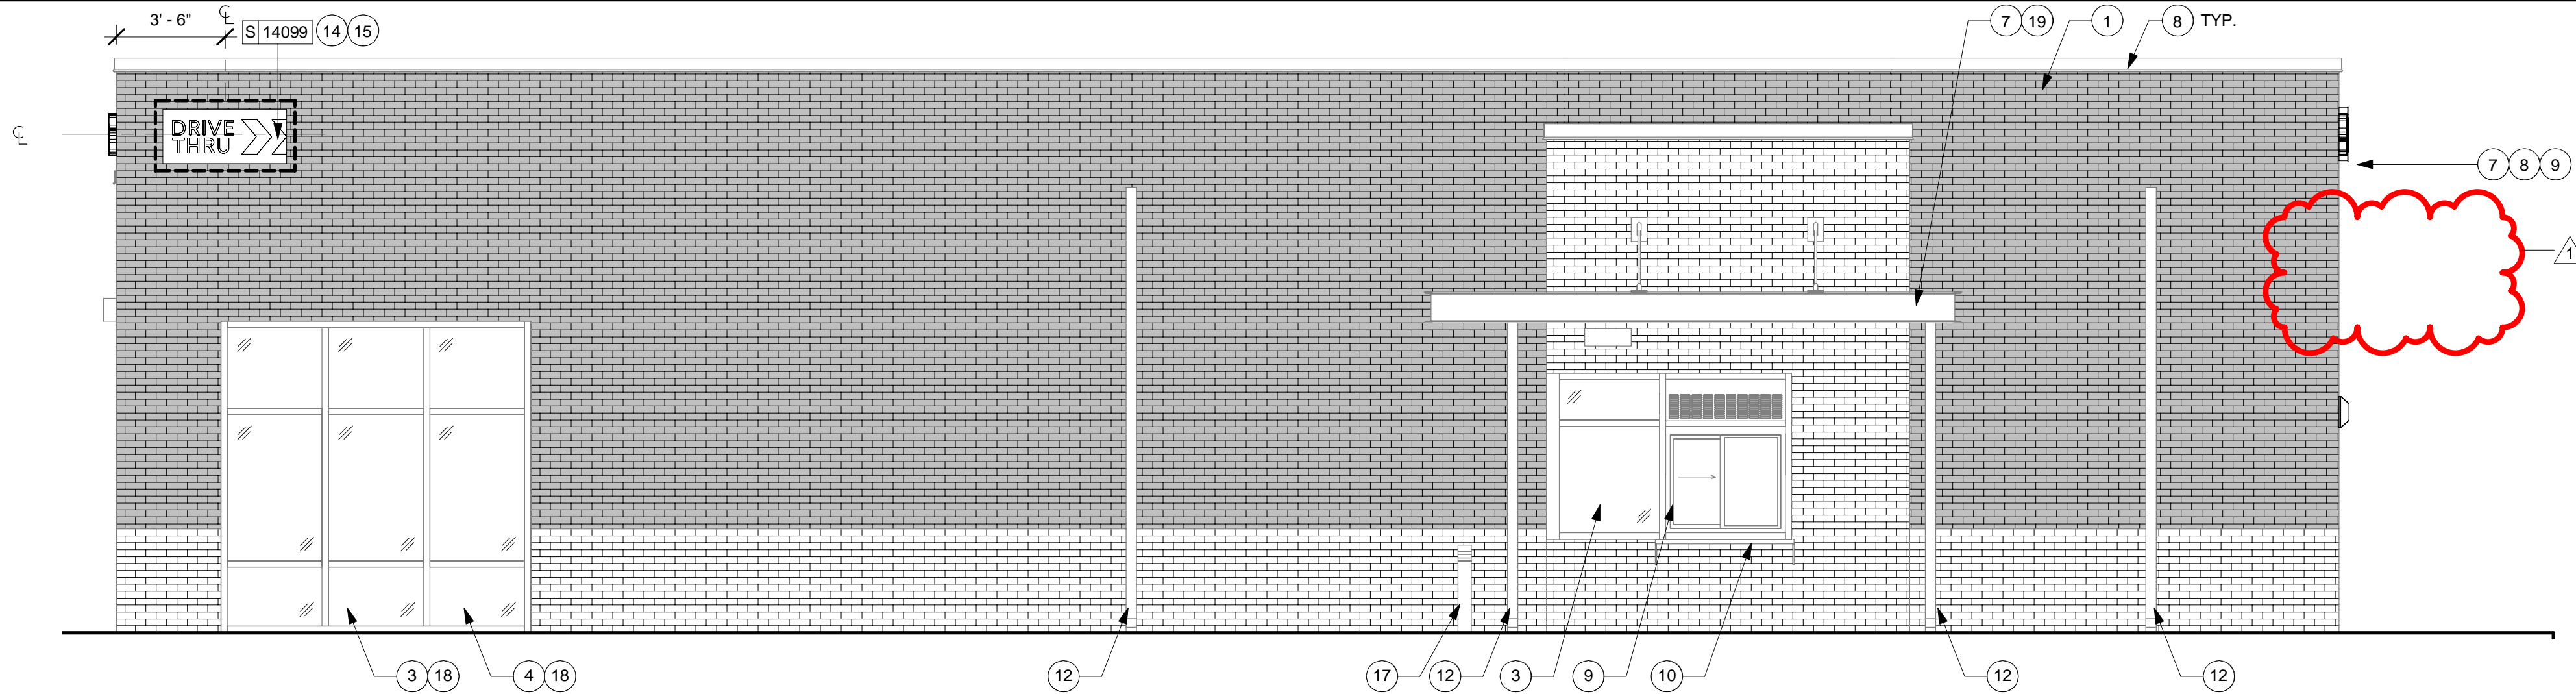 3' - 6" ℄
S 14099 14 15
7 19 1 8 TYP.
℄
DRIVE
THRU
7 8 9
1
3 18 4 18 12 17 12 3 9 10 12 12